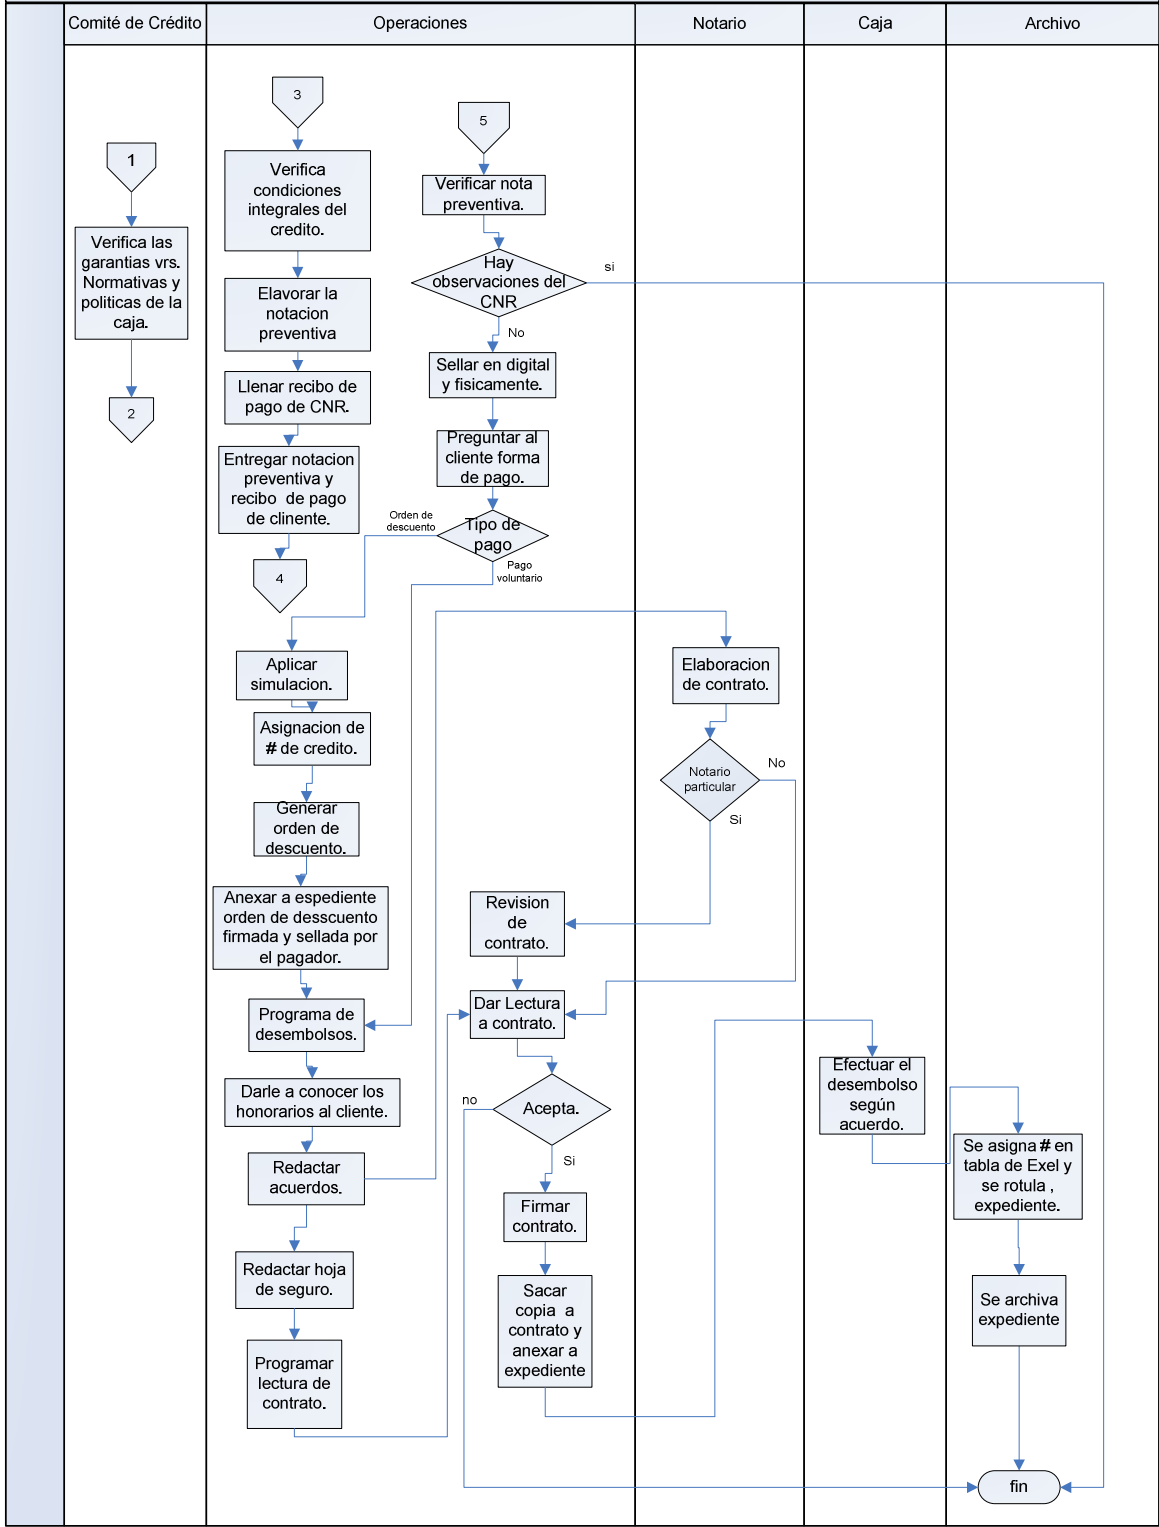 Comité de Crédito
Operaciones
Notario
Caja
Archivo
1
Verifica las
garantias vrs.
Normativas y
politicas de la
caja.
2
3
Verifica
condiciones
integrales del
credito.
Elavorar la
notacion
preventiva
Llenar recibo de
pago de CNR.
Entregar notacion
preventiva y
recibo de pago
de clinente.
4
5
Verificar nota
preventiva.
Hay
observaciones del
CNR
si
No
Sellar en digital
y fisicamente.
Preguntar al
cliente forma
de pago.
Tipo de
pago
Orden de
descuento
Pago
voluntario
Aplicar
simulacion.
Asignacion de
# de credito.
Generar
orden de
descuento.
Anexar a espediente
orden de desscuento
firmada y sellada por
el pagador.
Programa de
desembolsos.
Darle a conocer los
honorarios al cliente.
Redactar
acuerdos.
Redactar hoja
de seguro.
Programar
lectura de
contrato.
Elaboracion
de contrato.
Notario
particular
No
Si
Revision
de
contrato.
Dar Lectura
a contrato.
Acepta.
no
Si
Firmar
contrato.
Sacar
copia a
contrato y
anexar a
expediente
Efectuar el
desembolso
según
acuerdo.
Se asigna # en
tabla de Exel y
se rotula ,
expediente.
Se archiva
expediente
fin